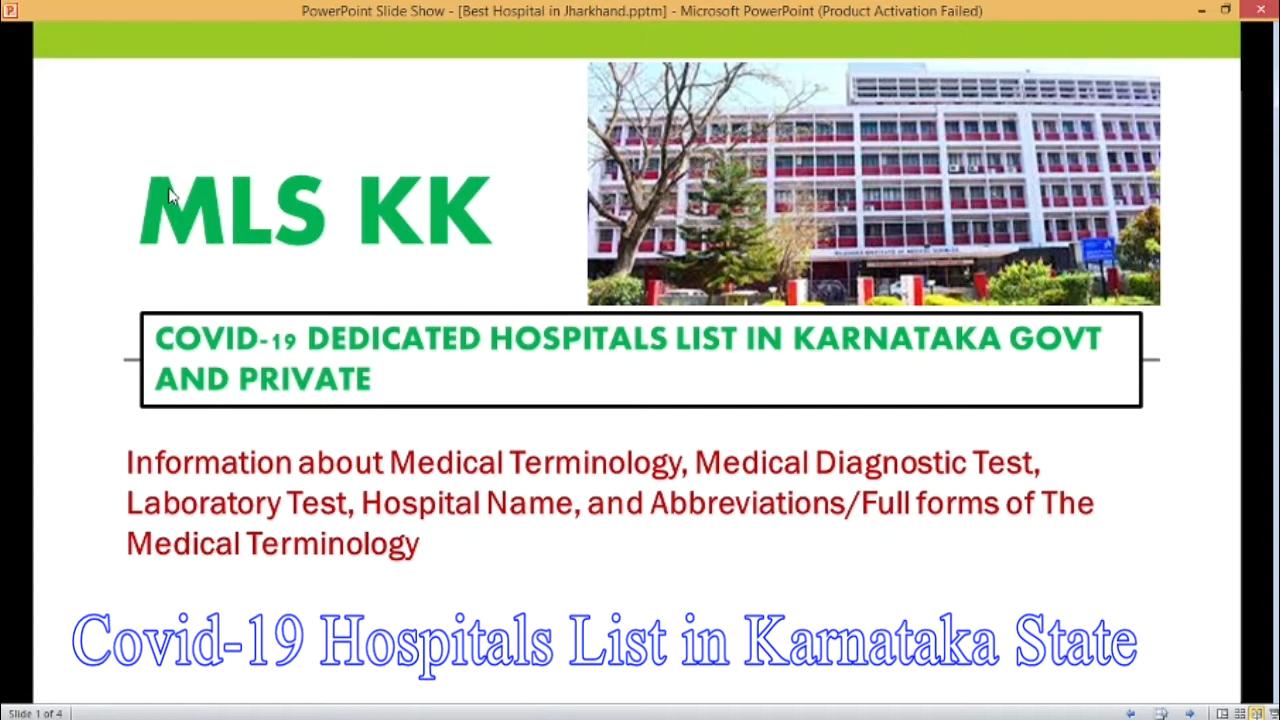 PowerPoint Slide Show - [Best Hospital in Jharkhand.pptm] - Microsoft PowerPoint (Product Activation Failed)
MLS KK
COVID-19 DEDICATED HOSPITALS LIST IN KARNATAKA GOVT
AND PRIVATE
Information about Medical Terminology, Medical Diagnostic Test,
Laboratory Test, Hospital Name, and Abbreviations/Full forms of The
Medical Terminology
Covid-19 Hospitals List in Karnataka State
Slide 1 of 4